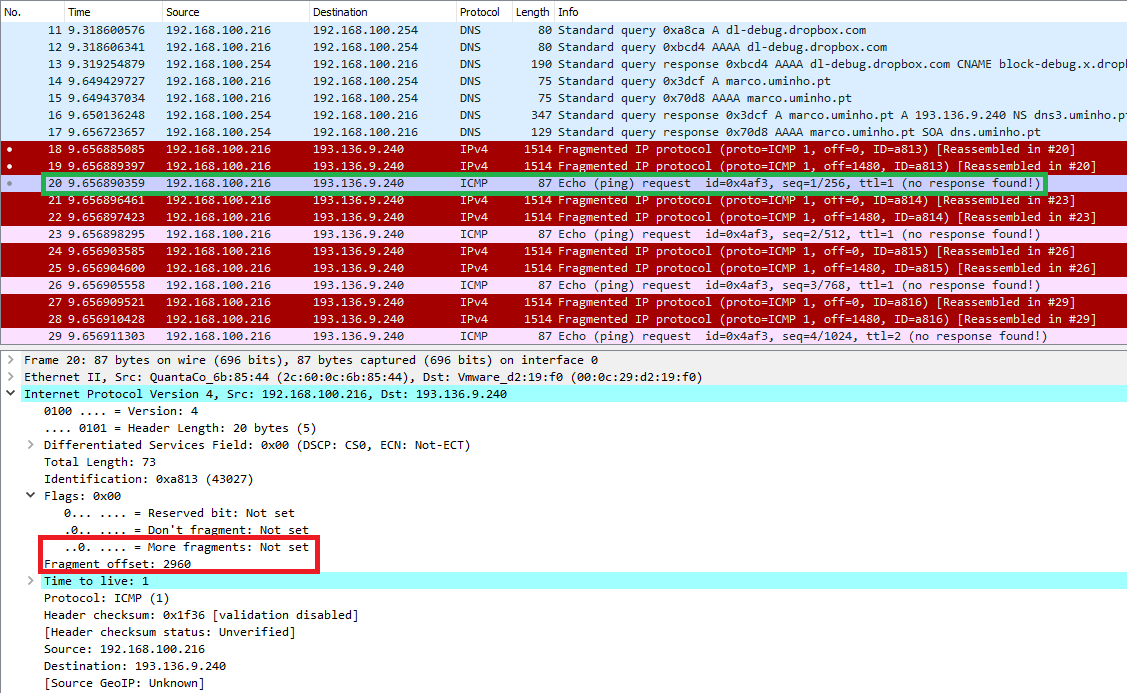 No. Time Source Destination Protocol Length Info
11 9.318600576 192.168.100.216 192.168.100.254 DNS 80 Standard query 0xa8ca A dl-debug.dropbox.com
12 9.318606341 192.168.100.216 192.168.100.254 DNS 80 Standard query 0xbcd4 AAAA dl-debug.dropbox.com
13 9.319254879 192.168.100.254 192.168.100.216 DNS 190 Standard query response 0xbcd4 AAAA dl-debug.dropbox.com CNAME block-debug.x.dropb
14 9.649429727 192.168.100.216 192.168.100.254 DNS 75 Standard query 0x3dcf A marco.uminho.pt
15 9.649437034 192.168.100.216 192.168.100.254 DNS 75 Standard query 0x70d8 AAAA marco.uminho.pt
16 9.650136248 192.168.100.254 192.168.100.216 DNS 347 Standard query response 0x3dcf A marco.uminho.pt A 193.136.9.240 NS dns3.uminho.pt
17 9.656723657 192.168.100.254 192.168.100.216 DNS 129 Standard query response 0x70d8 AAAA marco.uminho.pt SOA dns.uminho.pt
18 9.656885085 192.168.100.216 193.136.9.240 IPv4 1514 Fragmented IP protocol (proto=ICMP 1, off=0, ID=a813) [Reassembled in #20]
19 9.656889397 192.168.100.216 193.136.9.240 IPv4 1514 Fragmented IP protocol (proto=ICMP 1, off=1480, ID=a813) [Reassembled in #20]
20 9.656890359 192.168.100.216 193.136.9.240 ICMP 87 Echo (ping) request id=0x4af3, seq=1/256, ttl=1 (no response found!)
21 9.656896461 192.168.100.216 193.136.9.240 IPv4 1514 Fragmented IP protocol (proto=ICMP 1, off=0, ID=a814) [Reassembled in #23]
22 9.656897423 192.168.100.216 193.136.9.240 IPv4 1514 Fragmented IP protocol (proto=ICMP 1, off=1480, ID=a814) [Reassembled in #23]
23 9.656898295 192.168.100.216 193.136.9.240 ICMP 87 Echo (ping) request id=0x4af3, seq=2/512, ttl=1 (no response found!)
24 9.656903585 192.168.100.216 193.136.9.240 IPv4 1514 Fragmented IP protocol (proto=ICMP 1, off=0, ID=a815) [Reassembled in #26]
25 9.656904600 192.168.100.216 193.136.9.240 IPv4 1514 Fragmented IP protocol (proto=ICMP 1, off=1480, ID=a815) [Reassembled in #26]
26 9.656905558 192.168.100.216 193.136.9.240 ICMP 87 Echo (ping) request id=0x4af3, seq=3/768, ttl=1 (no response found!)
27 9.656909521 192.168.100.216 193.136.9.240 IPv4 1514 Fragmented IP protocol (proto=ICMP 1, off=0, ID=a816) [Reassembled in #29]
28 9.656910428 192.168.100.216 193.136.9.240 IPv4 1514 Fragmented IP protocol (proto=ICMP 1, off=1480, ID=a816) [Reassembled in #29]
29 9.656911303 192.168.100.216 193.136.9.240 ICMP 87 Echo (ping) request id=0x4af3, seq=4/1024, ttl=2 (no response found!)
Frame 20: 87 bytes on wire (696 bits), 87 bytes captured (696 bits) on interface 0
Ethernet II, Src: QuantaCo_6b:85:44 (2c:60:0c:6b:85:44), Dst: Vmware_d2:19:f0 (00:0c:29:d2:19:f0)
Internet Protocol Version 4, Src: 192.168.100.216, Dst: 193.136.9.240
0100 .... = Version: 4
.... 0101 = Header Length: 20 bytes (5)
Differentiated Services Field: 0x00 (DSCP: CS0, ECN: Not-ECT)
Total Length: 73
Identification: 0xa813 (43027)
Flags: 0x00
0... .... = Reserved bit: Not set
.0.. .... = Don't fragment: Not set
..0. .... = More fragments: Not set
Fragment offset: 2960
Time to live: 1
Protocol: ICMP (1)
Header checksum: 0x1f36 [validation disabled]
[Header checksum status: Unverified]
Source: 192.168.100.216
Destination: 193.136.9.240
[Source GeoIP: Unknown]